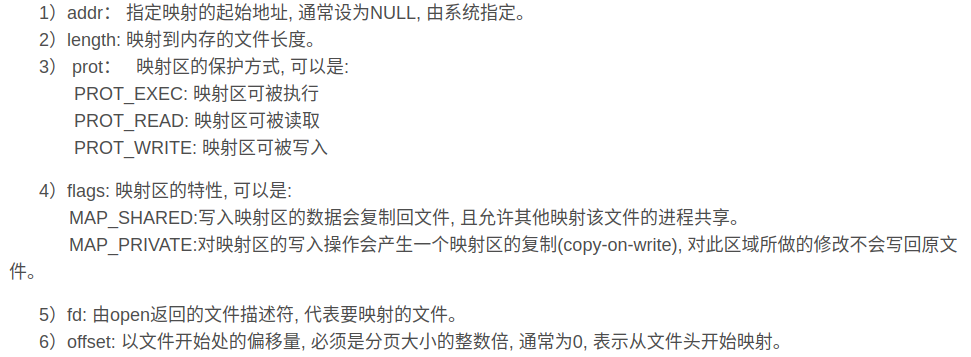 1）addr： 指定映射的起始地址, 通常设为NULL, 由系统指定。
2）length: 映射到内存的文件长度。
3） prot： 映射区的保护方式, 可以是:
PROT_EXEC: 映射区可被执行
PROT_READ: 映射区可被读取
PROT_WRITE: 映射区可被写入
4）flags: 映射区的特性, 可以是:
MAP_SHARED:写入映射区的数据会复制回文件, 且允许其他映射该文件的进程共享。
MAP_PRIVATE:对映射区的写入操作会产生一个映射区的复制(copy-on-write), 对此区域所做的修改不会写回原文
件。
5）fd: 由open返回的文件描述符, 代表要映射的文件。
6）offset: 以文件开始处的偏移量, 必须是分页大小的整数倍, 通常为0, 表示从文件头开始映射。